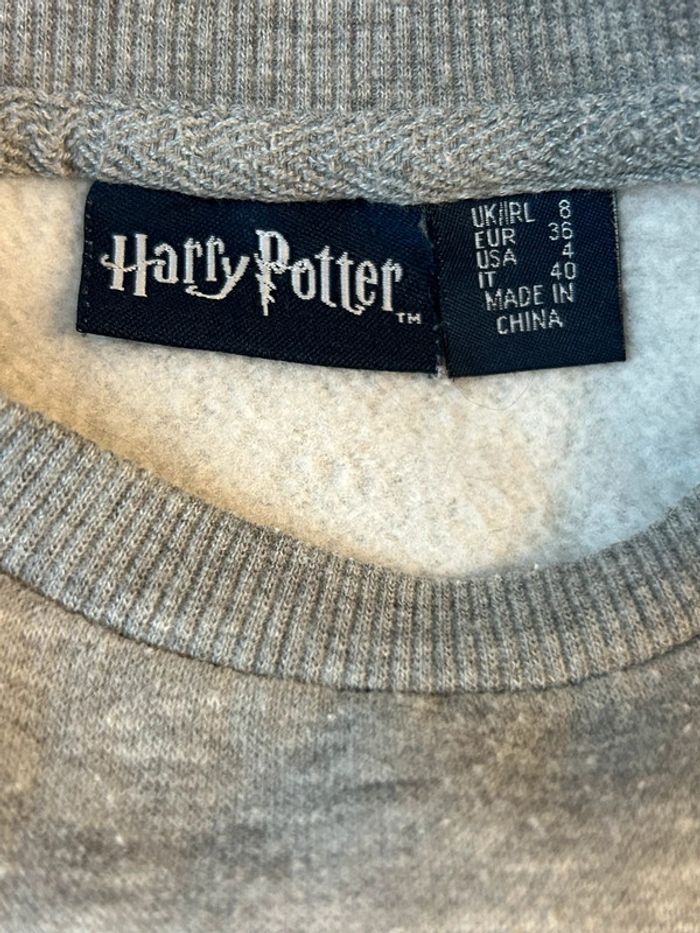 Harry Potter™
UK/IRL 8
EUR 36
USA 4
IT 40
MADE IN
CHINA